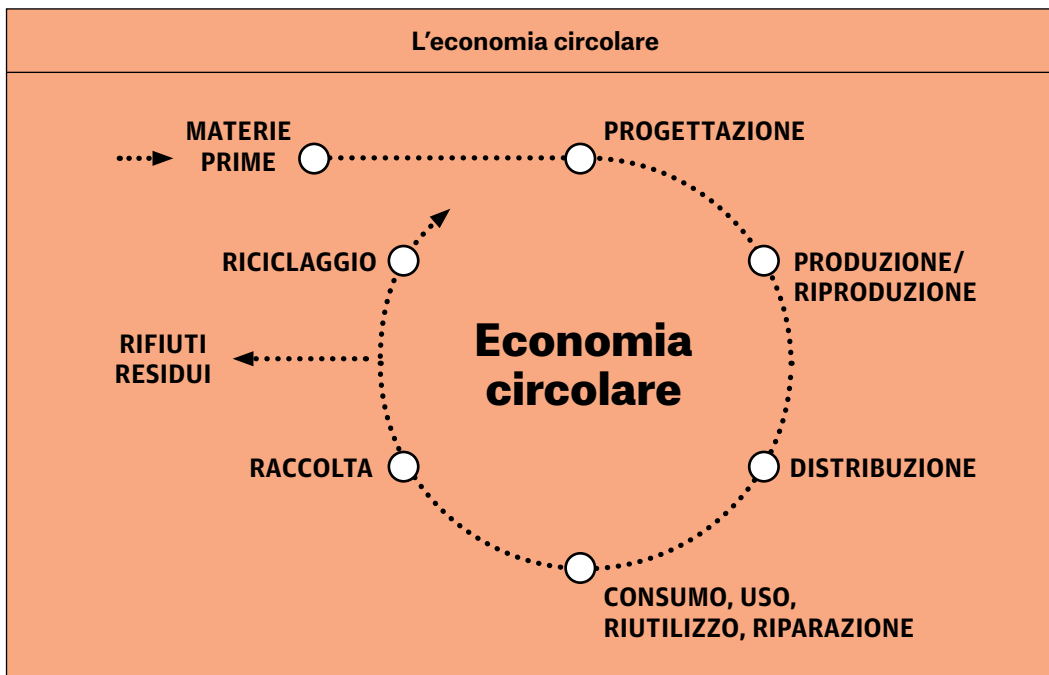 L’economia circolare
MATERIE
PRIME
PROGETTAZIONE
RICICLAGGIO
PRODUZIONE/
RIPRODUZIONE
Economia
circolare
RIFIUTI
RESIDUI
RACCOLTA
DISTRIBUZIONE
CONSUMO, USO,
RIUTILIZZO, RIPARAZIONE